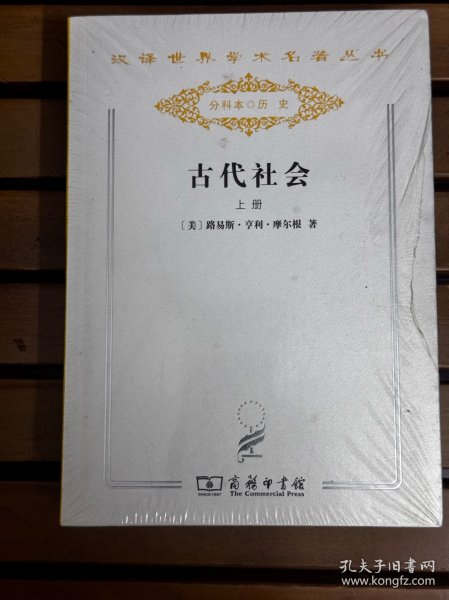 汉译世界学术名著丛书
分科本◎历史
古代社会
上册
〔美〕路易斯·亨利·摩尔根 著
SINCE 1897
商务印书馆
The Commercial Press
孔夫子旧书网
www.kongfz.com